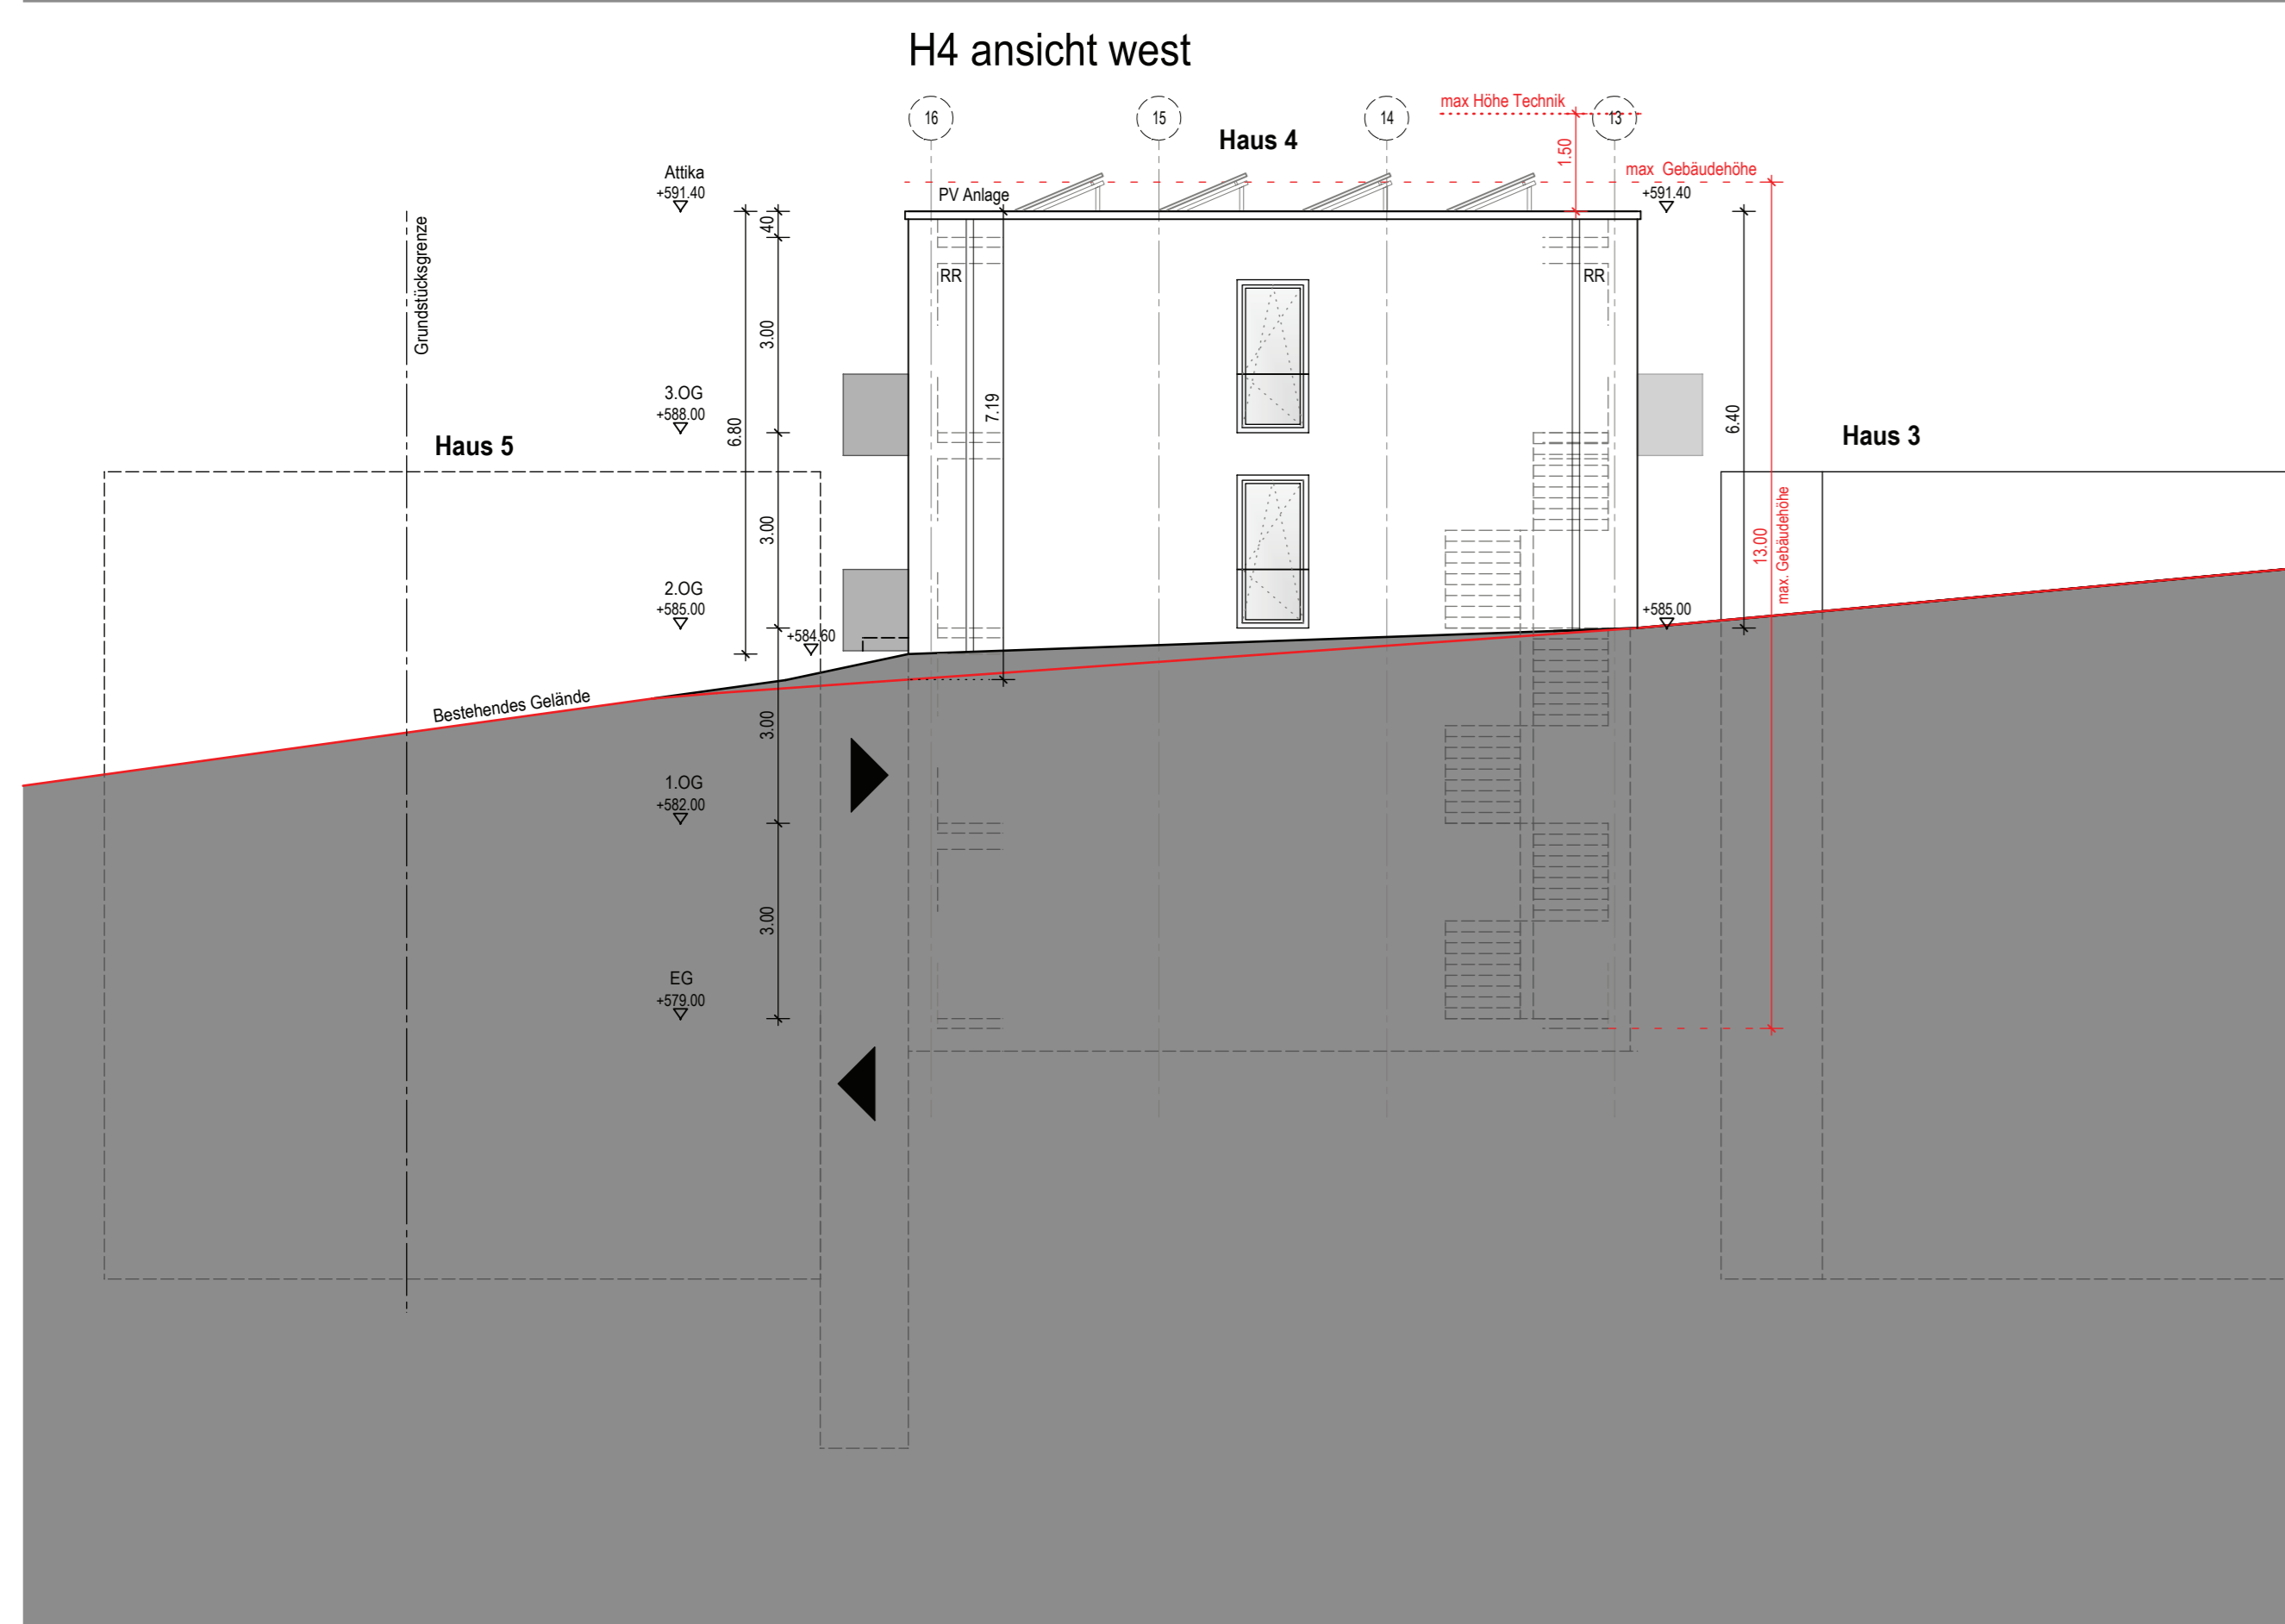 H4 ansicht west
16
15
14
13
Haus 4
max Höhe Technik
1.50
max Gebäudehöhe
+591.40
Attika
+591.40
PV Anlage
Grundstücksgrenze
40
RR
RR
3.00
3.OG
+588.00
6.80
7.19
6.40
Haus 5
Haus 3
3.00
13.00
max. Gebäudehöhe
2.OG
+585.00
+584.60
+585.00
Bestehendes Gelände
3.00
1.OG
+582.00
3.00
EG
+579.00